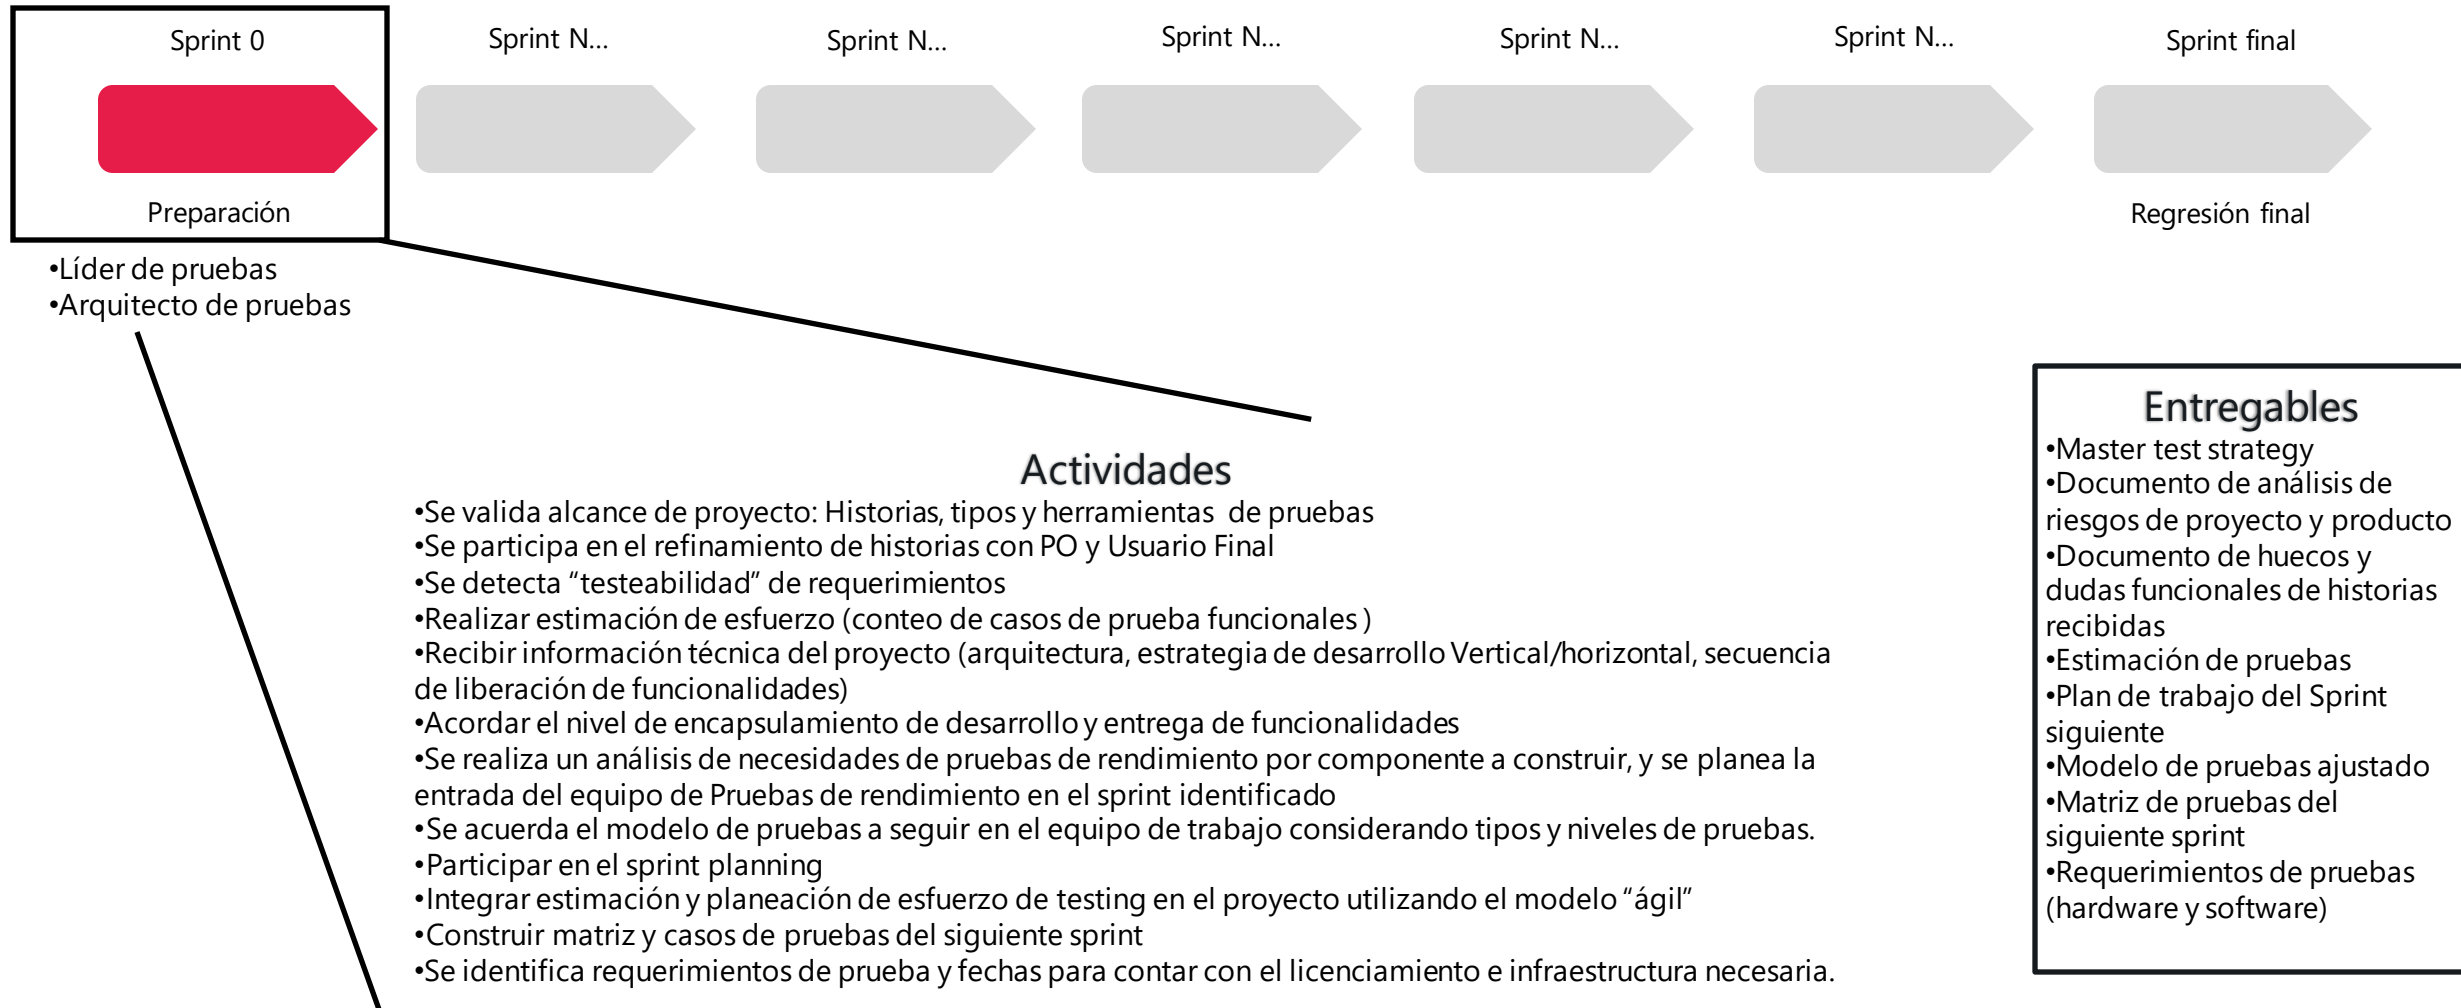 Sprint 0
Sprint N...
Sprint N...
Sprint N...
Sprint N...
Sprint N...
Sprint final
Preparación
Regresión final
•Líder de pruebas
•Arquitecto de pruebas
Actividades
•Se valida alcance de proyecto: Historias, tipos y herramientas de pruebas
•Se participa en el refinamiento de historias con PO y Usuario Final
•Se detecta “testeabilidad” de requerimientos
•Realizar estimación de esfuerzo (conteo de casos de prueba funcionales )
•Recibir información técnica del proyecto (arquitectura, estrategia de desarrollo Vertical/horizontal, secuencia
de liberación de funcionalidades)
•Acordar el nivel de encapsulamiento de desarrollo y entrega de funcionalidades
•Se realiza un análisis de necesidades de pruebas de rendimiento por componente a construir, y se planea la
entrada del equipo de Pruebas de rendimiento en el sprint identificado
•Se acuerda el modelo de pruebas a seguir en el equipo de trabajo considerando tipos y niveles de pruebas.
•Participar en el sprint planning
•Integrar estimación y planeación de esfuerzo de testing en el proyecto utilizando el modelo “ágil”
•Construir matriz y casos de pruebas del siguiente sprint
•Se identifica requerimientos de prueba y fechas para contar con el licenciamiento e infraestructura necesaria.
Entregables
•Master test strategy
•Documento de análisis de
riesgos de proyecto y producto
•Documento de huecos y
dudas funcionales de historias
recibidas
•Estimación de pruebas
•Plan de trabajo del Sprint
siguiente
•Modelo de pruebas ajustado
•Matriz de pruebas del
siguiente sprint
•Requerimientos de pruebas
(hardware y software)